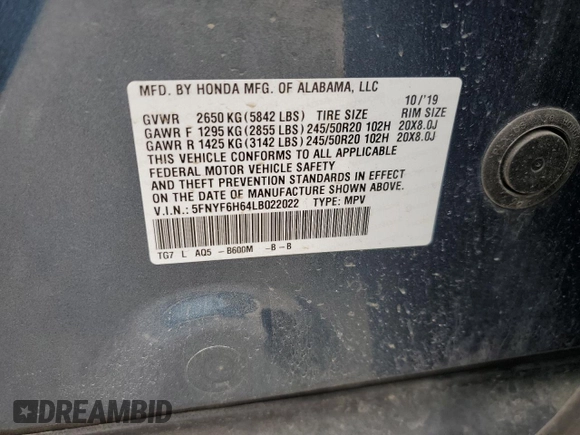 MFD. BY HONDA MFG. OF ALABAMA, LLC
10/'19
GVWR 2650 KG (5842 LBS) TIRE SIZE RIM SIZE
GAWR F 1295 KG (2855 LBS) 245/50R20 102H 20X8.0J
GAWR R 1425 KG (3142 LBS) 245/50R20 102H 20X8.0J
THIS VEHICLE CONFORMS TO ALL APPLICABLE
FEDERAL MOTOR VEHICLE SAFETY
AND THEFT PREVENTION STANDARDS IN EFFECT
ON THE DATE OF MANUFACTURE SHOWN ABOVE.
V.I.N.: 5FNYF6H64LB022022 TYPE: MPV
TG7 L AQ5 -B600M -B -B
DREAMBID